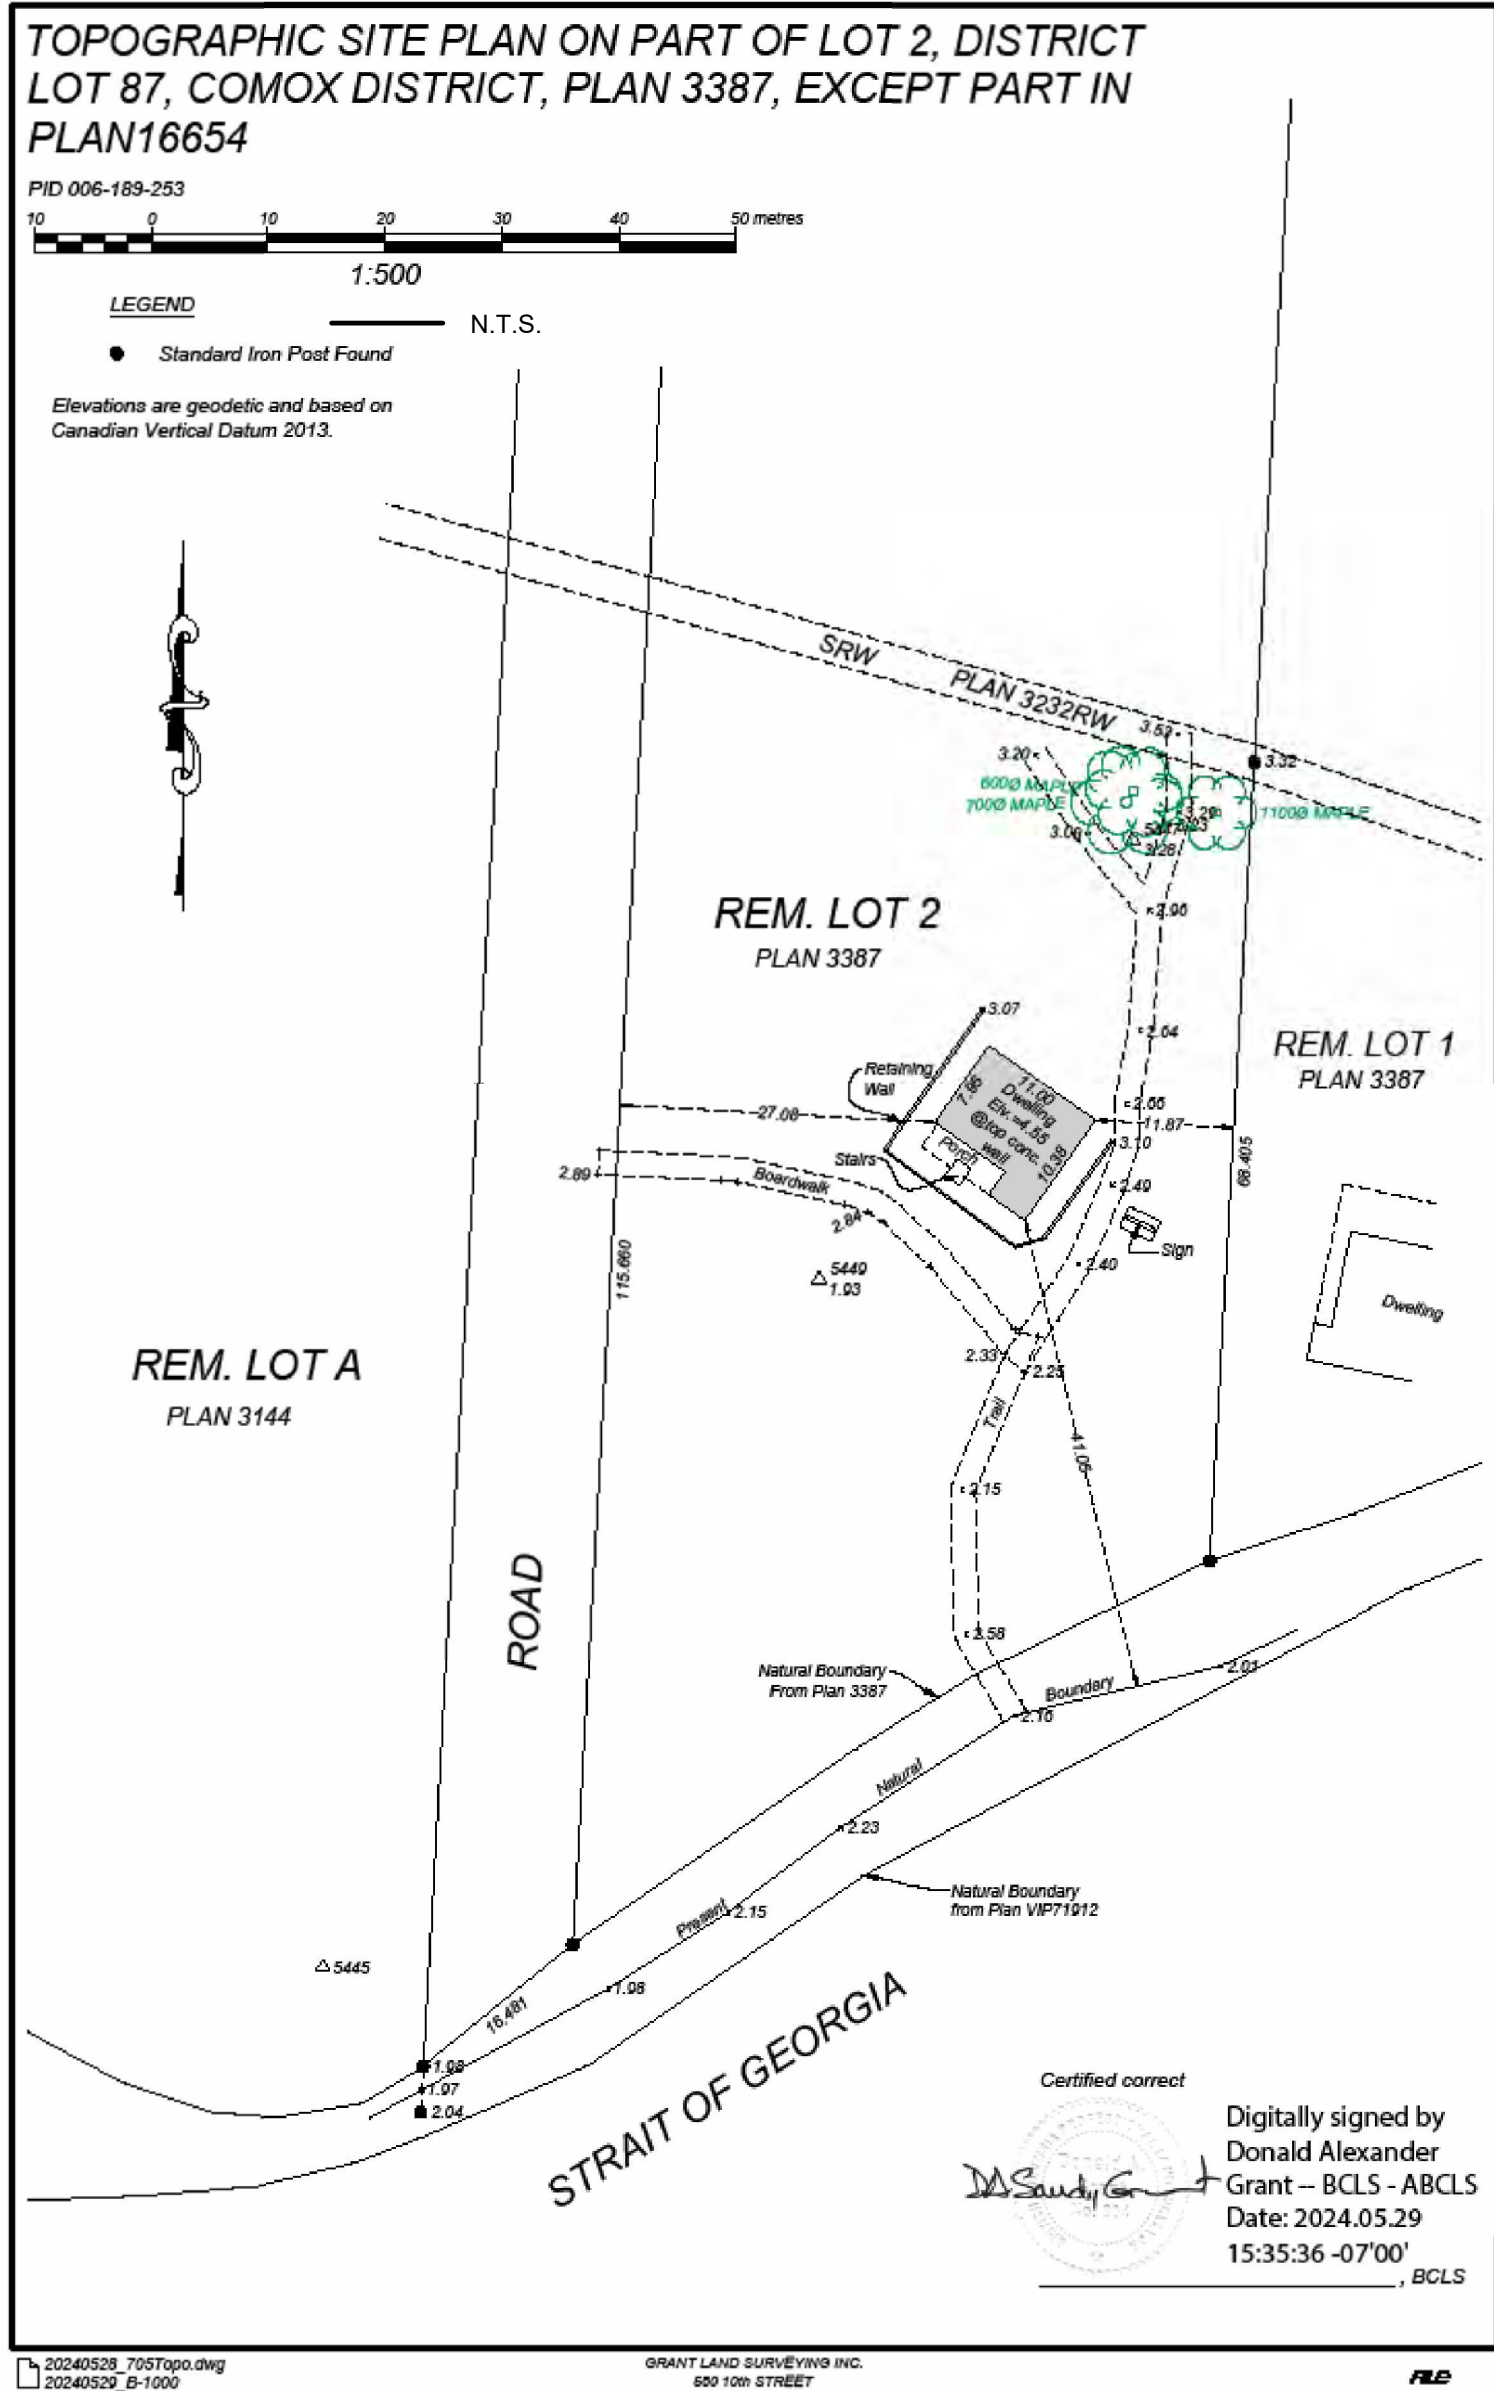 TOPOGRAPHIC SITE PLAN ON PART OF LOT 2, DISTRICT
LOT 87, COMOX DISTRICT, PLAN 3387, EXCEPT PART IN
PLAN16654
PID 006-189-253
10 0 10 20 30 40 50 metres
1:500
LEGEND
N.T.S.
Standard Iron Post Found
Elevations are geodetic and based on
Canadian Vertical Datum 2013.
SRW PLAN 3232RW
3.52
3.20
3.32
600Ø MAPLE
700Ø MAPLE
3.29
1100Ø MAPLE
3.06
3.28
2.96
REM. LOT 2
PLAN 3387
3.07
2.64
REM. LOT 1
PLAN 3387
Retaining
Wall
11.00
7.36
Dwelling
Elv.=4.55
@top conc.
wall
10.38
Porch
Stairs
27.08
2.66
11.87
3.10
68.405
2.89
Boardwalk
2.84
2.49
Sign
2.40
5449
1.93
115.660
Dwelling
2.33
2.25
REM. LOT A
PLAN 3144
Trail
41.05
2.15
ROAD
2.58
Natural Boundary
From Plan 3387
2.01
Boundary
2.16
Natural
2.23
Natural Boundary
from Plan VIP71912
Present
2.15
5445
1.98
16.481
1.98
1.97
2.04
STRAIT OF GEORGIA
Certified correct
Digitally signed by
Donald Alexander
Grant -- BCLS - ABCLS
Date: 2024.05.29
15:35:36 -07'00'
, BCLS
20240528_705Topo.dwg
20240529_B-1000
GRANT LAND SURVEYING INC.
550 10th STREET